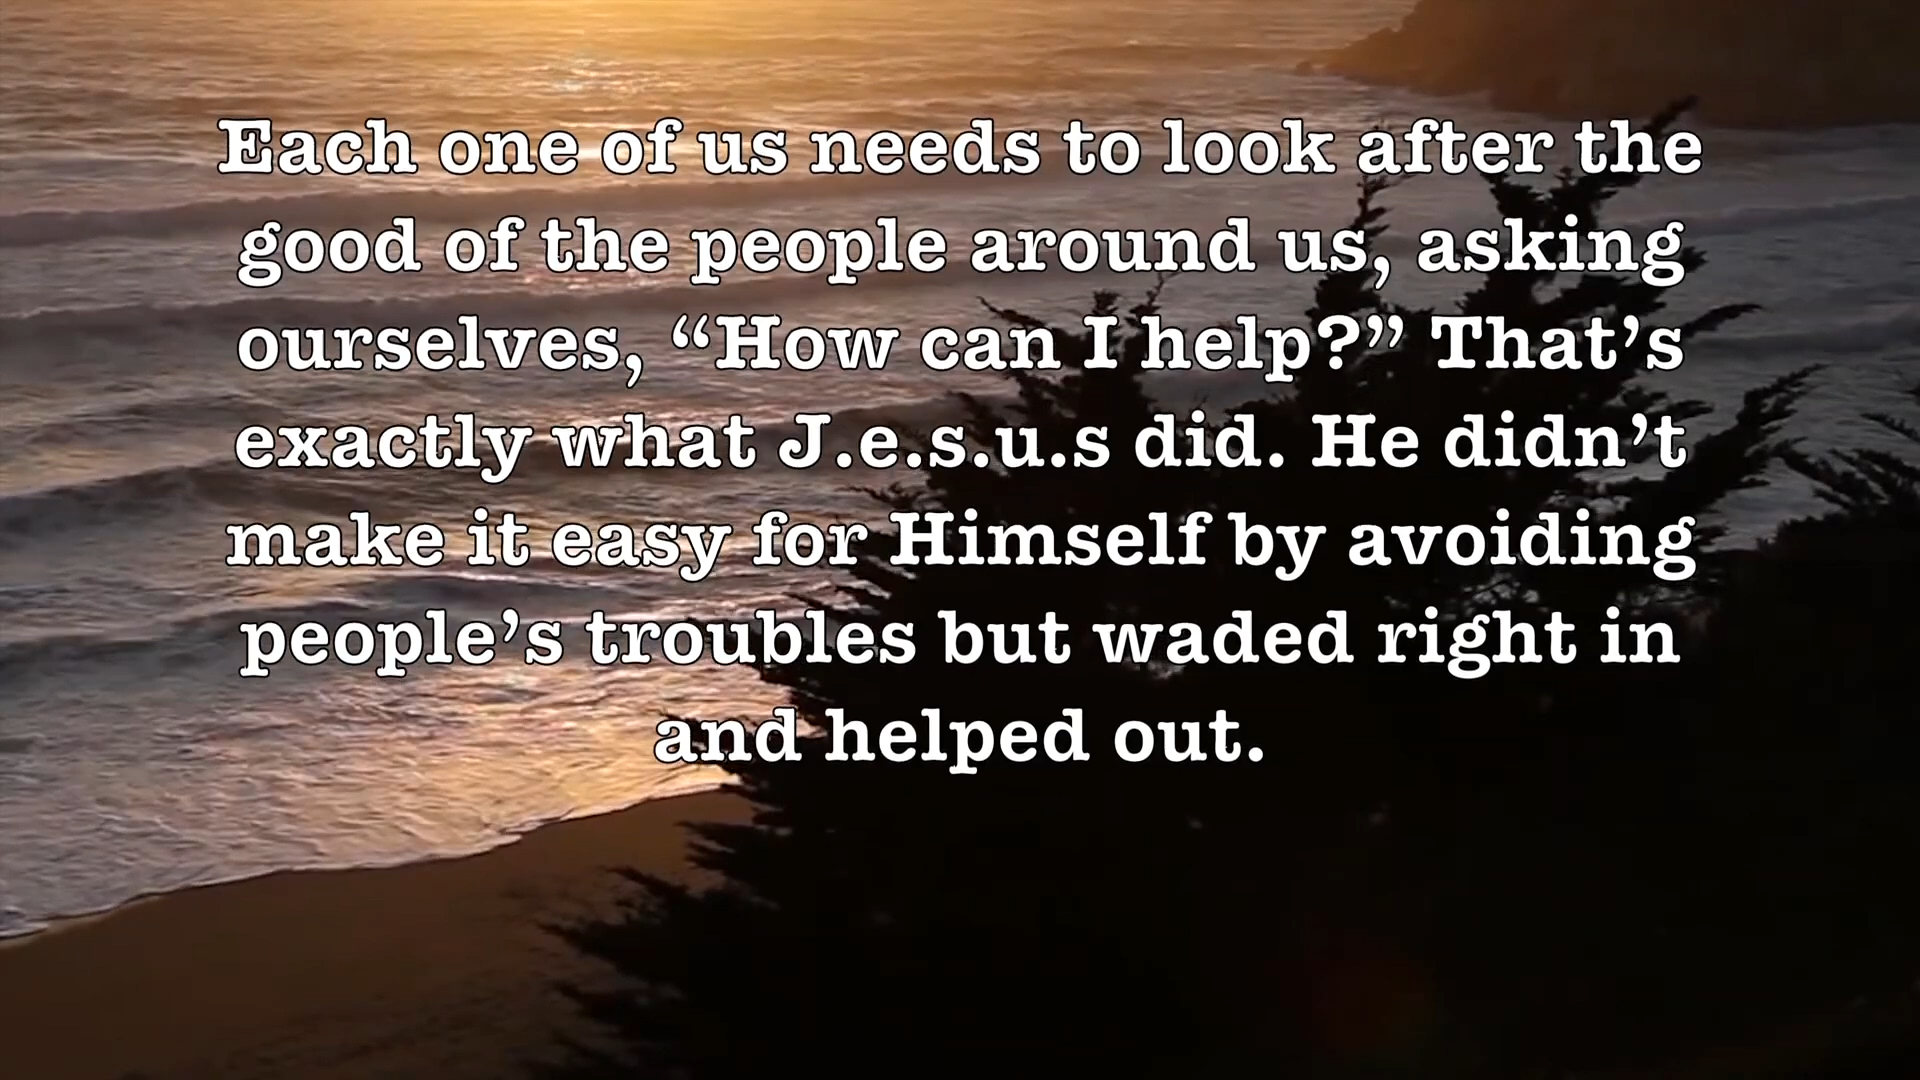 Each one of us needs to look after the
good of the people around us, asking
ourselves, “How can I help?” That’s
exactly what J.e.s.u.s did. He didn’t
make it easy for Himself by avoiding
people’s troubles but waded right in
and helped out.